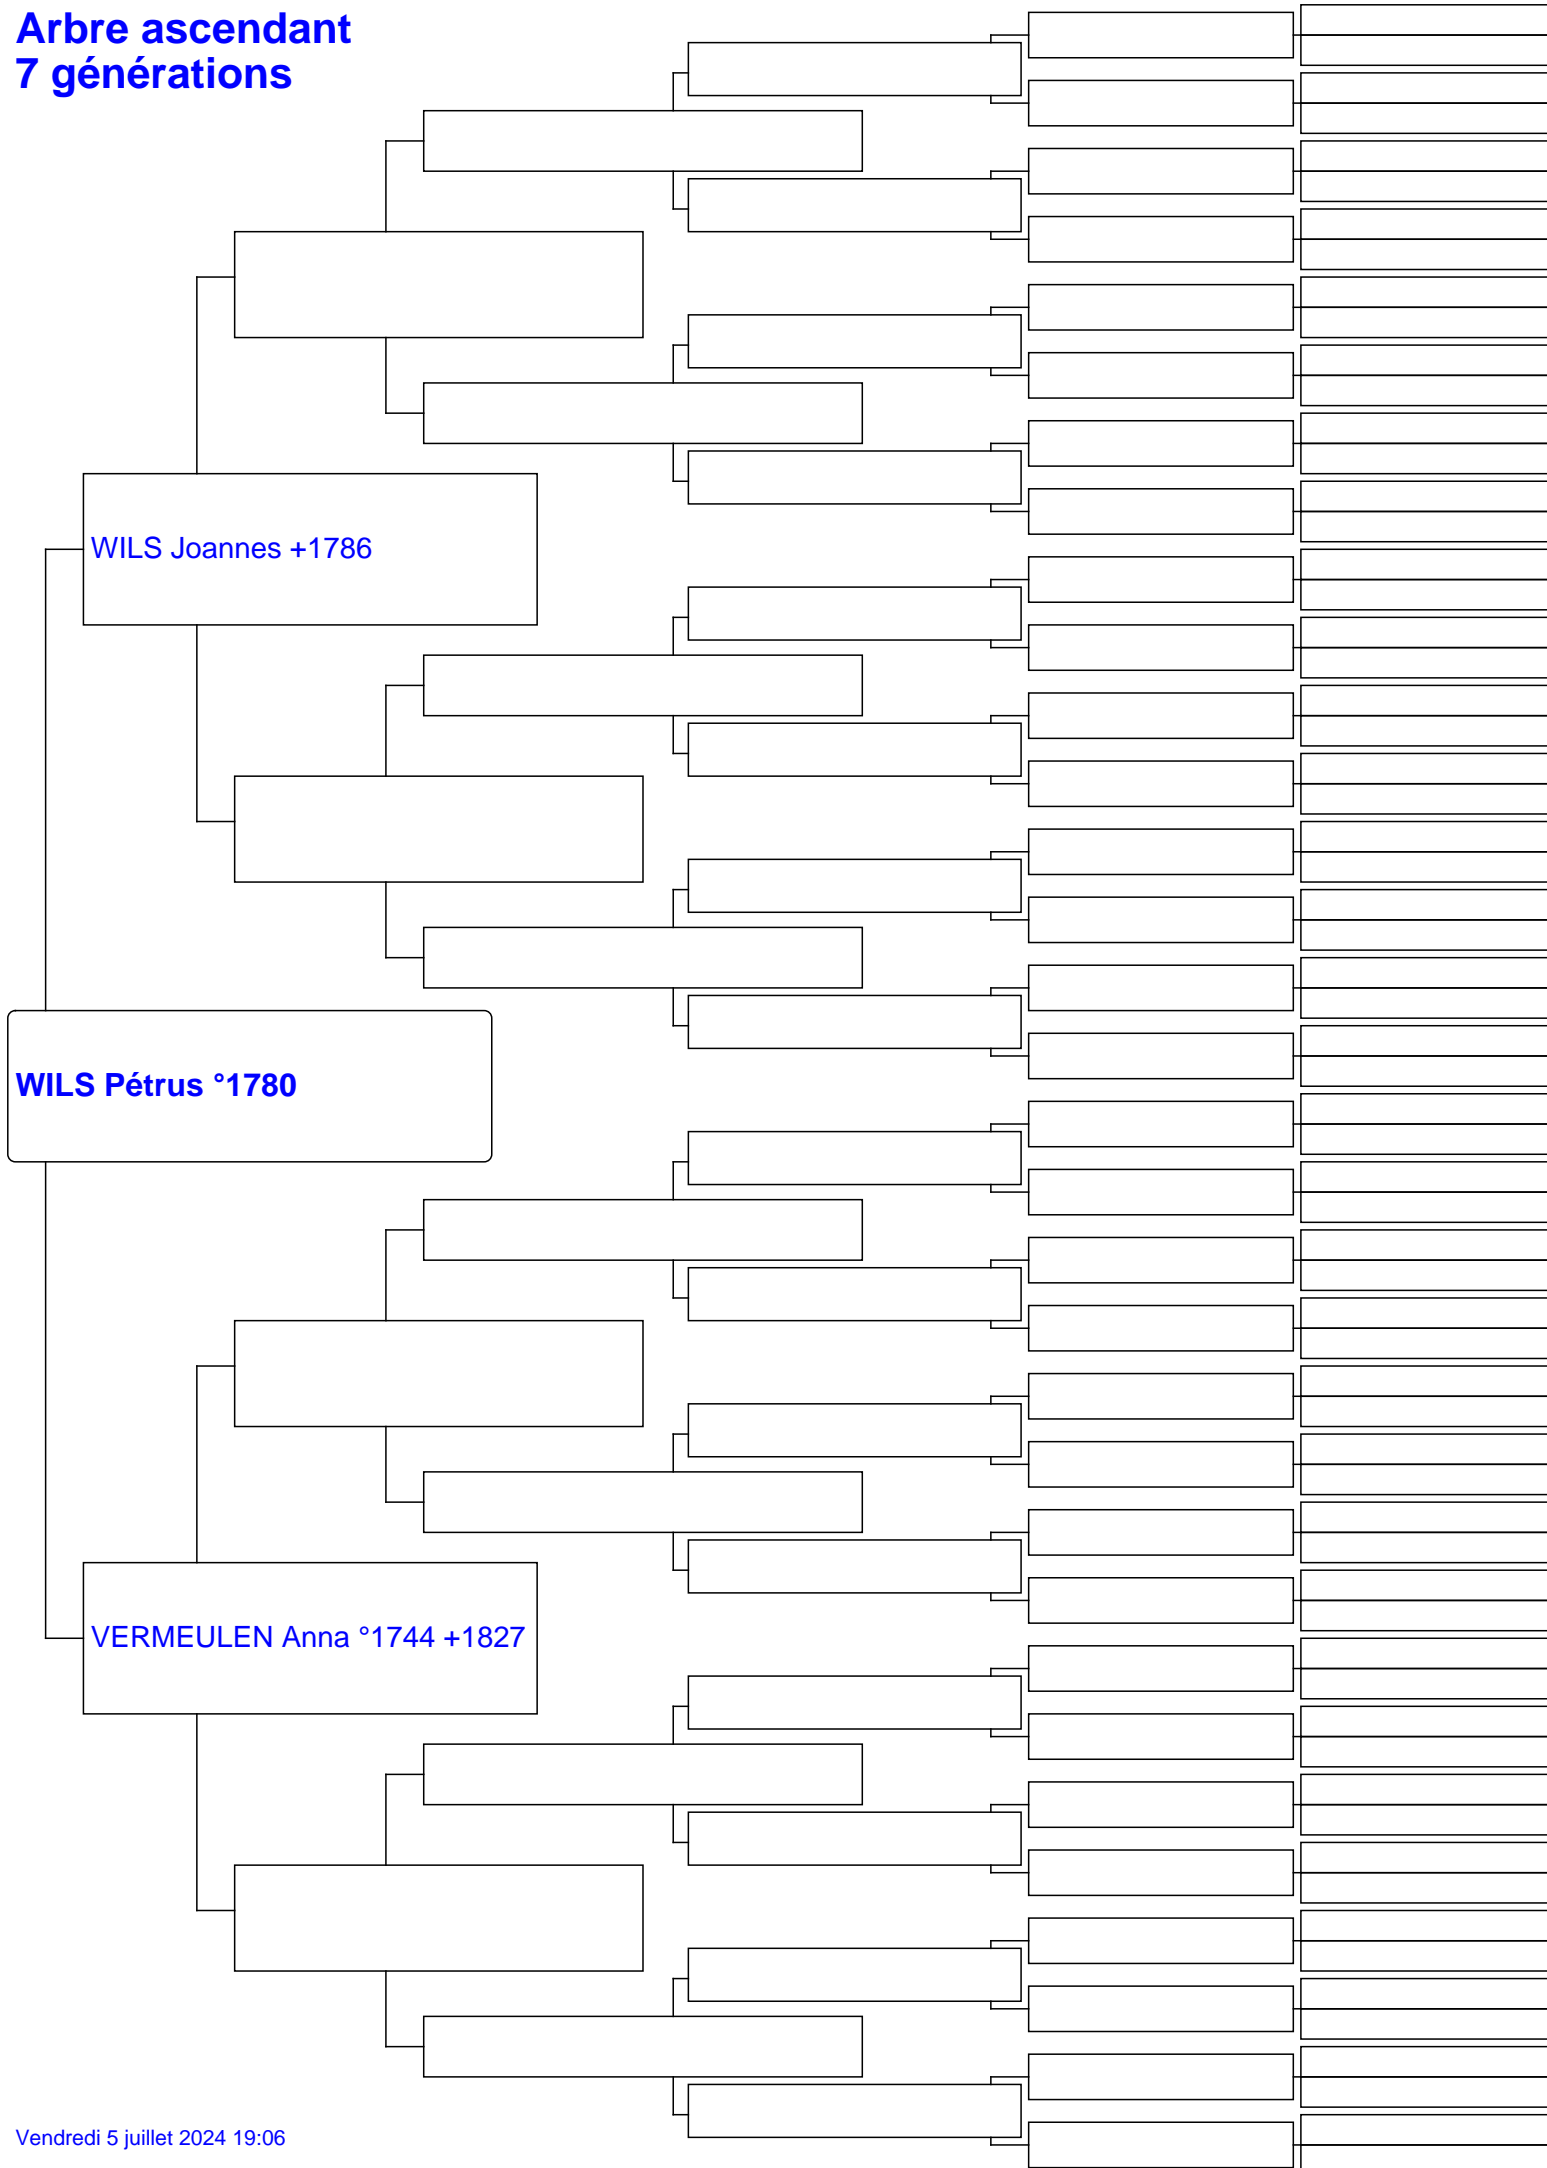 Arbre ascendant
7 générations
WILS Joannes +1786
WILS Pétrus °1780
VERMEULEN Anna °1744 +1827
Vendredi 5 juillet 2024 19:06